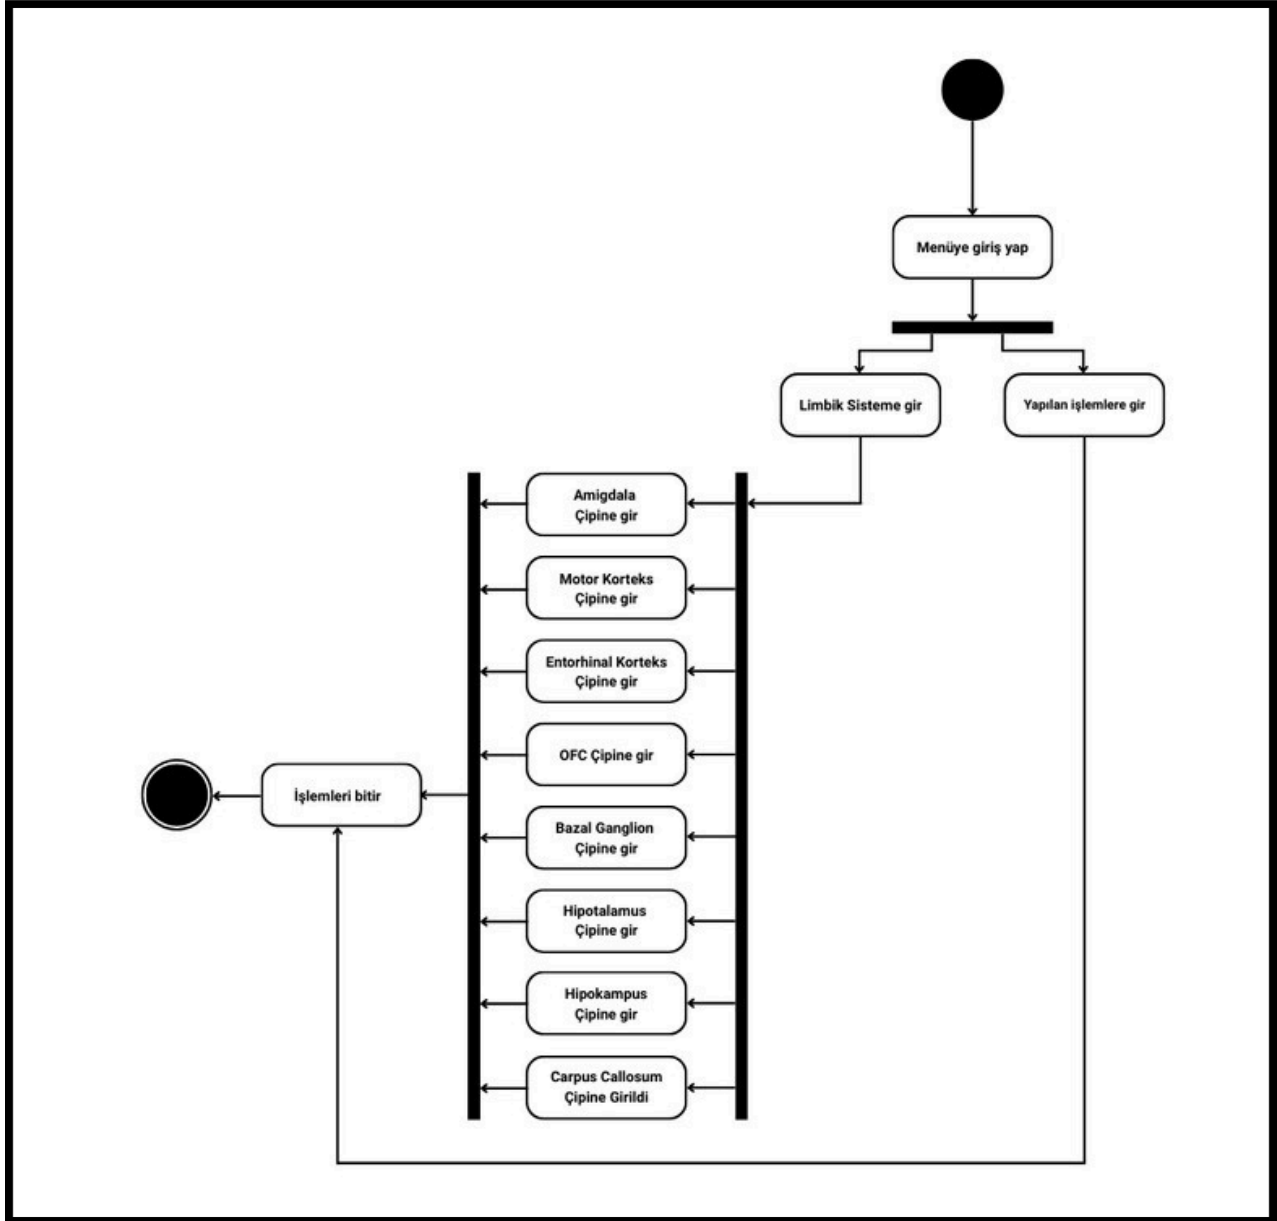 Menüye giriş yap
Limbik Sisteme gir
Yapılan işlemlere gir
Amigdala
Çipine gir
Motor Korteks
Çipine gir
Entorhinal Korteks
Çipine gir
OFC Çipine gir
Bazal Ganglion
Çipine gir
Hipotalamus
Çipine gir
Hipokampus
Çipine gir
Carpus Callosum
Çipine Girildi
İşlemleri bitir